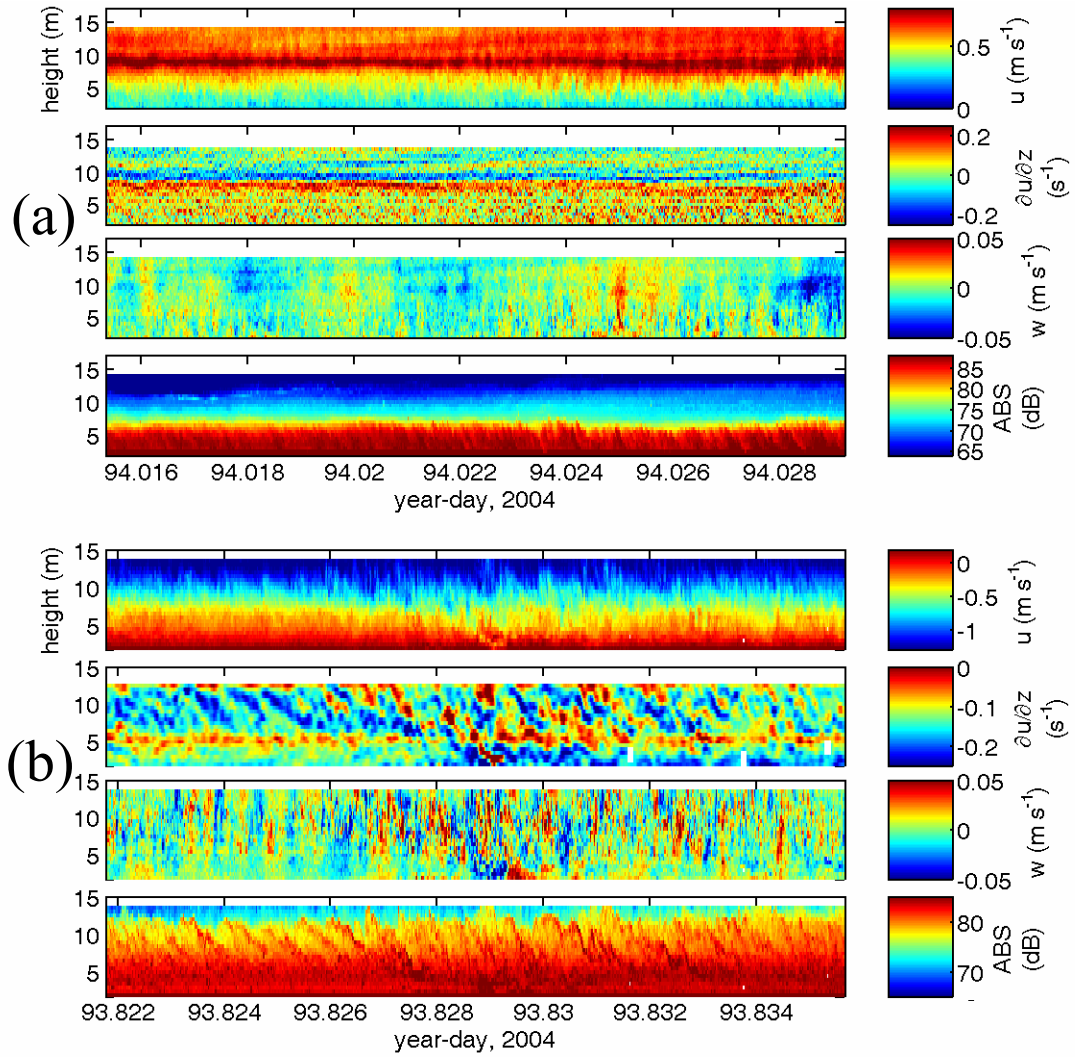 (a)
height (m)
15
10
5
0.5
0
u (m s-1)
15
10
5
0.2
0
-0.2
∂u/∂z
(s-1)
15
10
5
0.05
0
-0.05
w (m s-1)
15
10
5
85
80
75
70
65
ABS
(dB)
94.016 94.018 94.02 94.022 94.024 94.026 94.028
year-day, 2004
(b)
height (m)
15
10
5
0
-0.5
-1
u (m s-1)
15
10
5
0
-0.1
-0.2
∂u/∂z
(s-1)
15
10
5
0.05
0
-0.05
w (m s-1)
15
10
5
80
70
ABS
(dB)
93.822 93.824 93.826 93.828 93.83 93.832 93.834
year-day, 2004